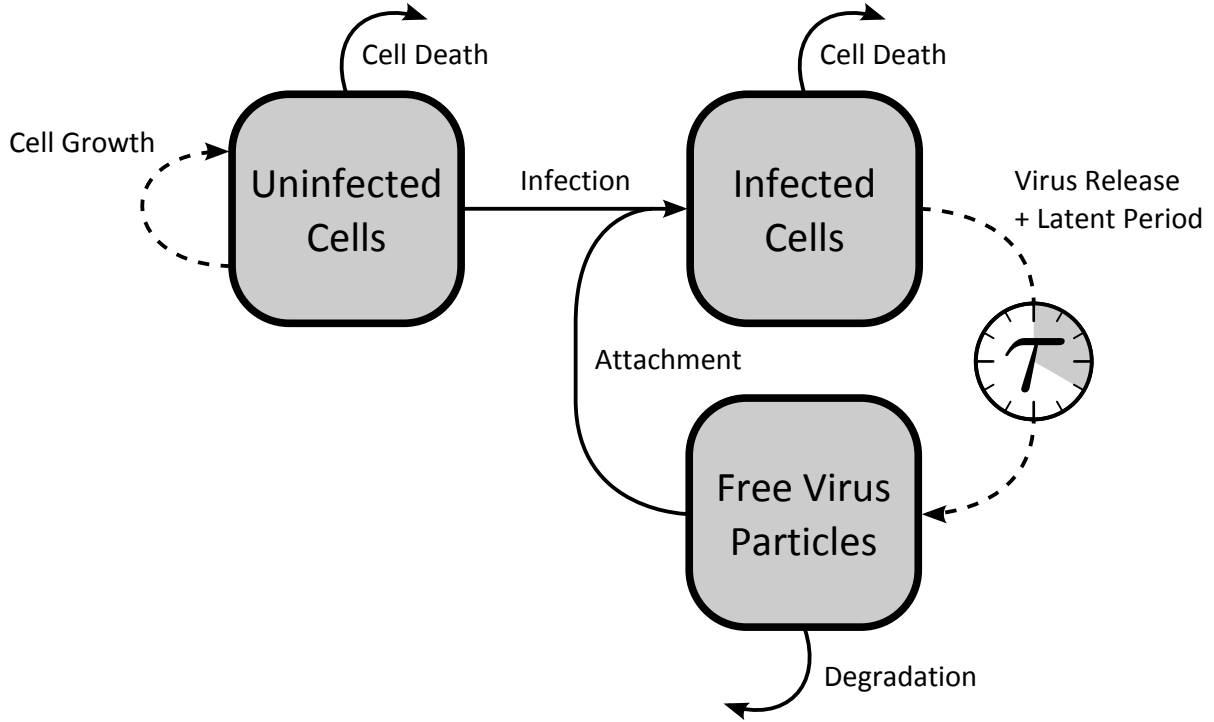 Cell Death
Cell Death
Cell Growth
Uninfected
Cells
Infection
Infected
Cells
Virus Release
+ Latent Period
τ
Attachment
Free Virus
Particles
Degradation